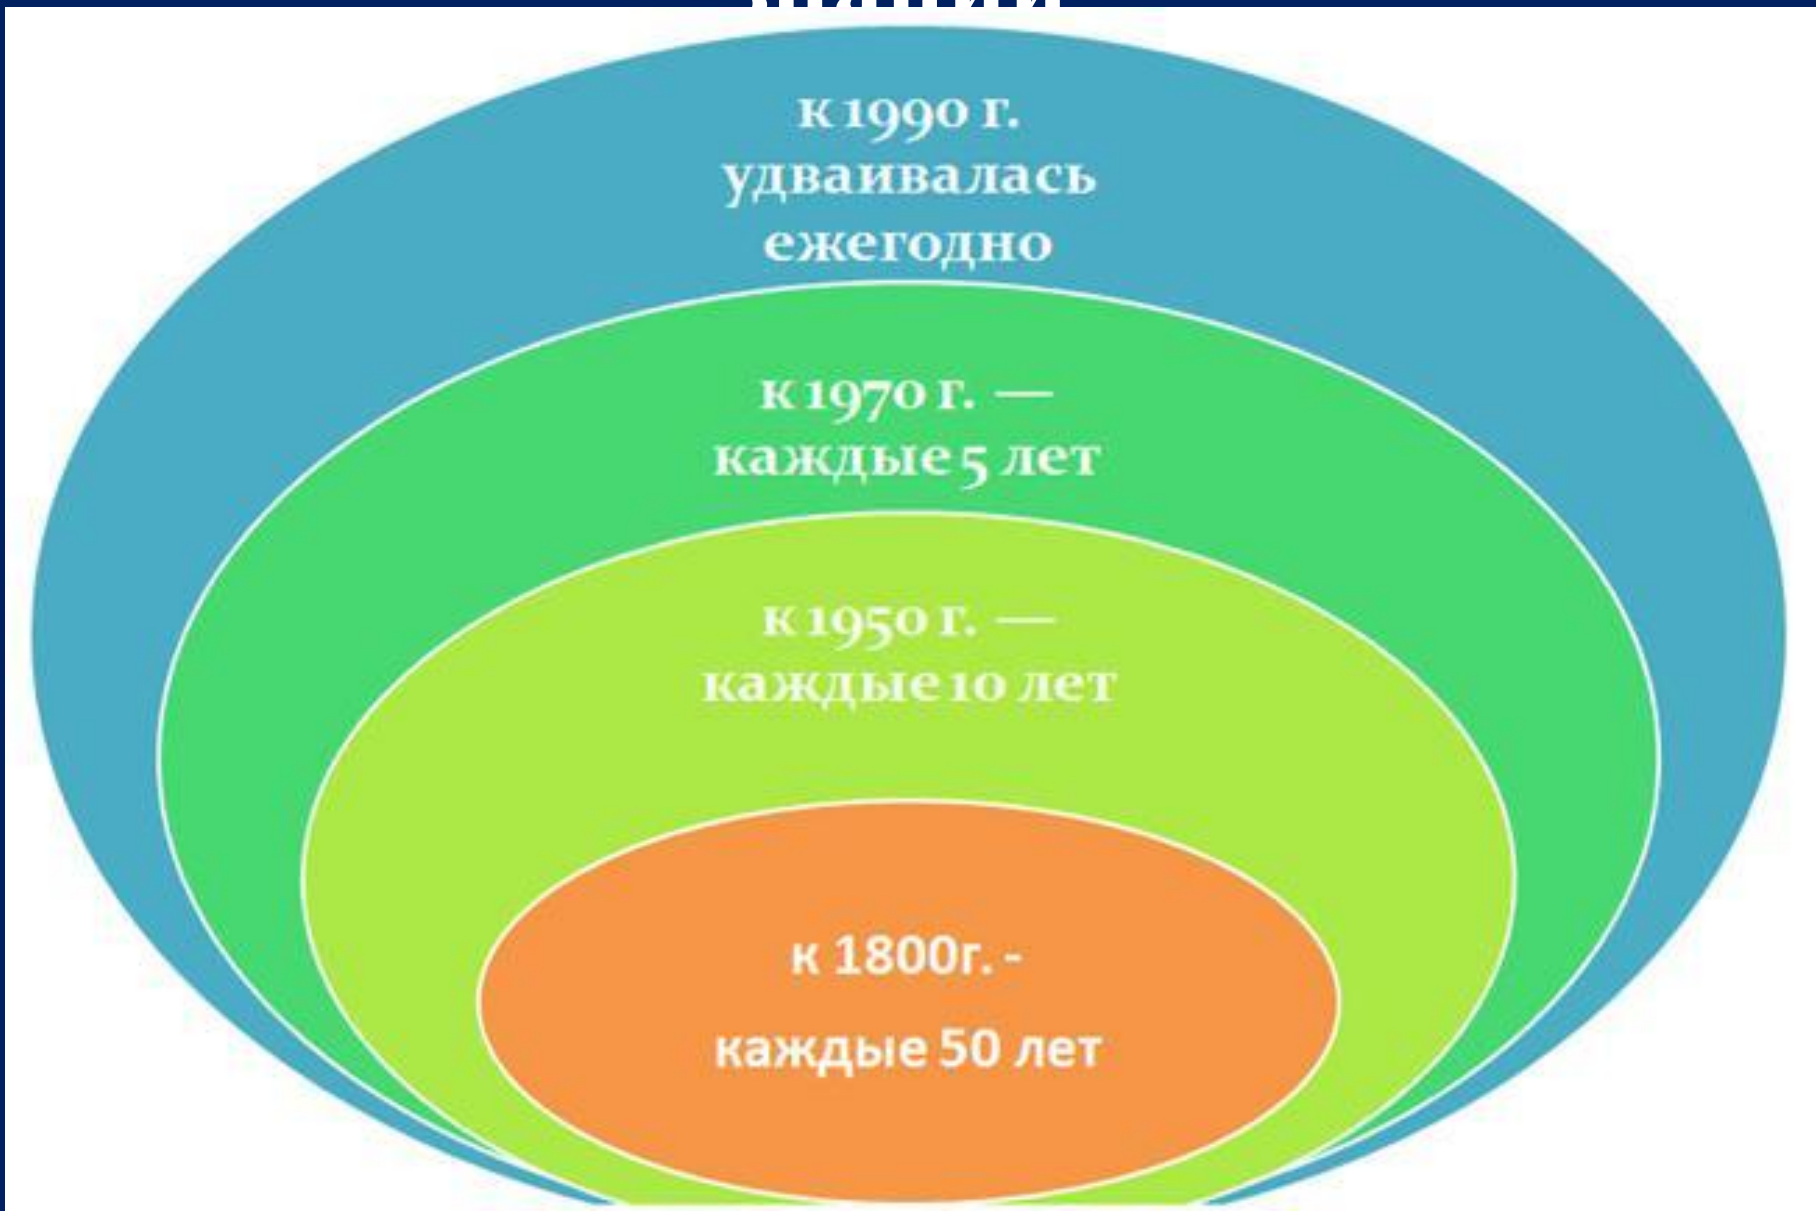 к 1990 г.
удваивалась
ежегодно
к 1970 г. —
каждые 5 лет
к 1950 г. —
каждые 10 лет
к 1800г. -
каждые 50 лет